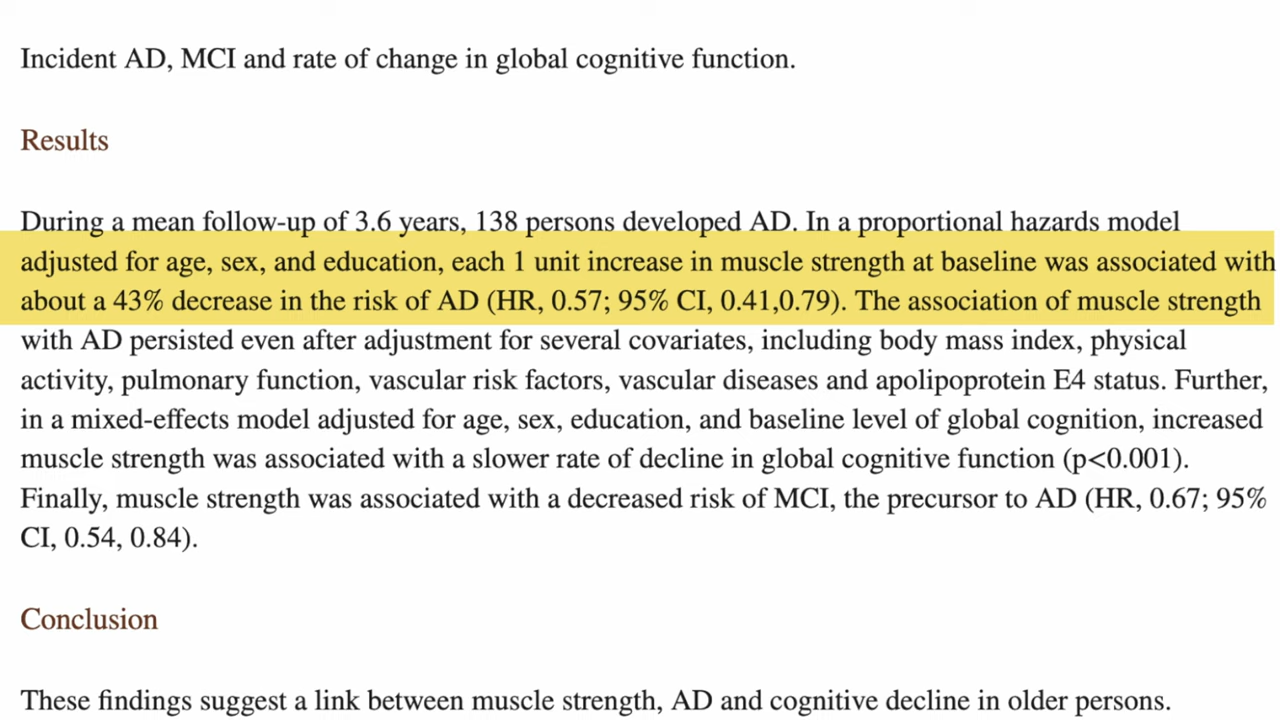 Incident AD, MCI and rate of change in global cognitive function.
Results
During a mean follow-up of 3.6 years, 138 persons developed AD. In a proportional hazards model
adjusted for age, sex, and education, each 1 unit increase in muscle strength at baseline was associated with
about a 43% decrease in the risk of AD (HR, 0.57; 95% CI, 0.41,0.79). The association of muscle strength
with AD persisted even after adjustment for several covariates, including body mass index, physical
activity, pulmonary function, vascular risk factors, vascular diseases and apolipoprotein E4 status. Further,
in a mixed-effects model adjusted for age, sex, education, and baseline level of global cognition, increased
muscle strength was associated with a slower rate of decline in global cognitive function (p<0.001).
Finally, muscle strength was associated with a decreased risk of MCI, the precursor to AD (HR, 0.67; 95%
CI, 0.54, 0.84).
Conclusion
These findings suggest a link between muscle strength, AD and cognitive decline in older persons.